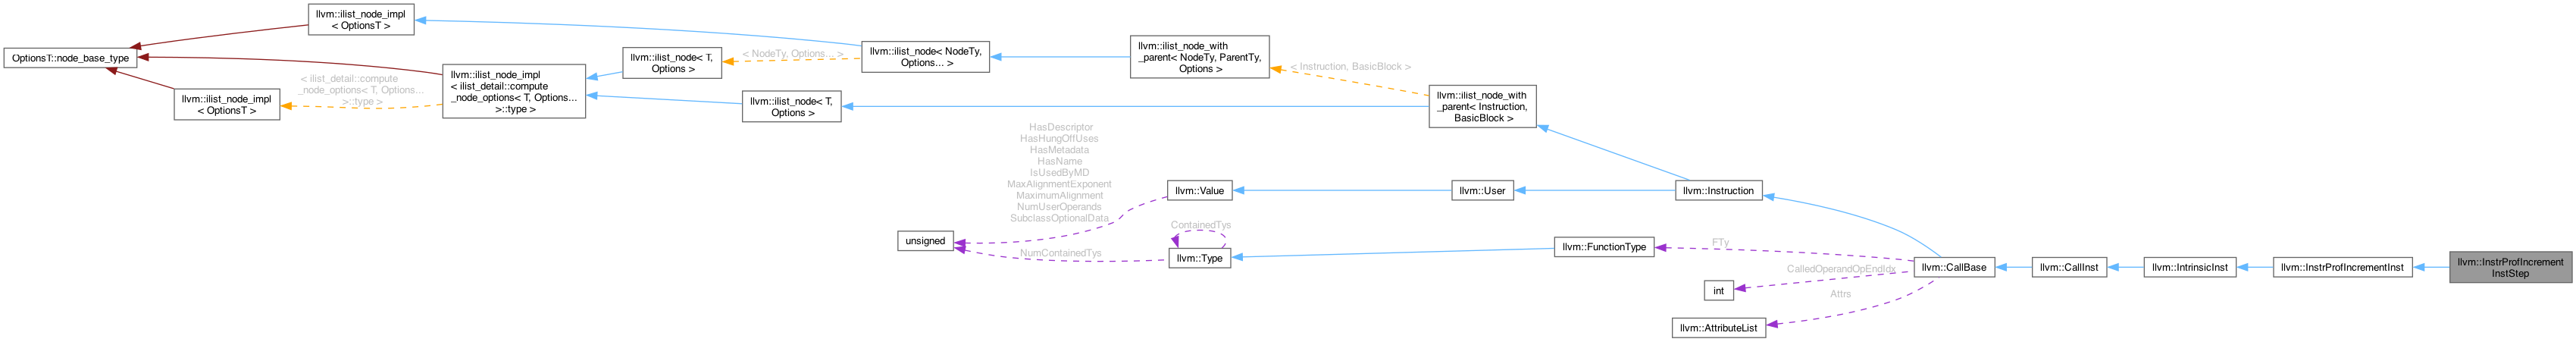 llvm::ilist_node_impl
< OptionsT >
OptionsT::node_base_type
llvm::ilist_node_impl
< OptionsT >
< ilist_detail::compute
_node_options< T, Options...
>::type >
llvm::ilist_node_impl
< ilist_detail::compute
_node_options< T, Options...
>::type >
llvm::ilist_node< T,
Options >
< NodeTy, Options... >
llvm::ilist_node< T,
Options >
llvm::ilist_node< NodeTy,
Options... >
llvm::ilist_node_with
_parent< NodeTy, ParentTy,
Options >
< Instruction, BasicBlock >
llvm::ilist_node_with
_parent< Instruction,
BasicBlock >
HasDescriptor
HasHungOffUses
HasMetadata
HasName
IsUsedByMD
MaxAlignmentExponent
MaximumAlignment
NumUserOperands
SubclassOptionalData
unsigned
NumContainedTys
llvm::Value
ContainedTys
llvm::Type
llvm::User
llvm::FunctionType
llvm::Instruction
FTy
CalledOperandOpEndIdx
int
Attrs
llvm::AttributeList
llvm::CallBase
llvm::CallInst
llvm::IntrinsicInst
llvm::InstrProfIncrementInst
llvm::InstrProfIncrement
InstStep